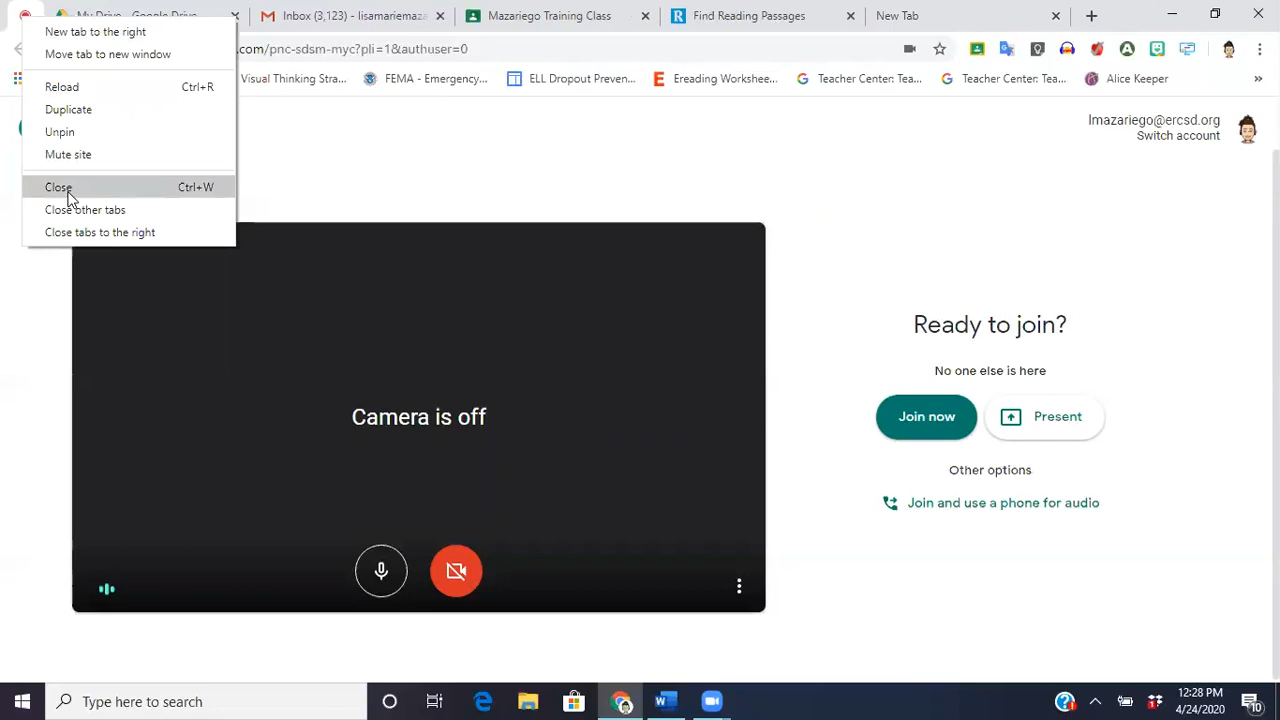 My Drive - Google Drive
Inbox (3,123) - lisamariemaza
Mazariego Training Class
Find Reading Passages
New Tab
New tab to the right
Move tab to new window
Reload Ctrl+R
Duplicate
Unpin
Mute site
Close Ctrl+W
Close other tabs
Close tabs to the right
.com/pnc-sdsm-myc?pli=1&authuser=0
Visual Thinking Strat...
FEMA - Emergency...
ELL Dropout Preven...
Ereading Workshee...
Teacher Center: Tea...
Teacher Center: Tea...
Alice Keeper
lmazariego@ercsd.org
Switch account
Camera is off
Ready to join?
No one else is here
Join now
Present
Other options
Join and use a phone for audio
Type here to search
12:28 PM
4/24/2020
10